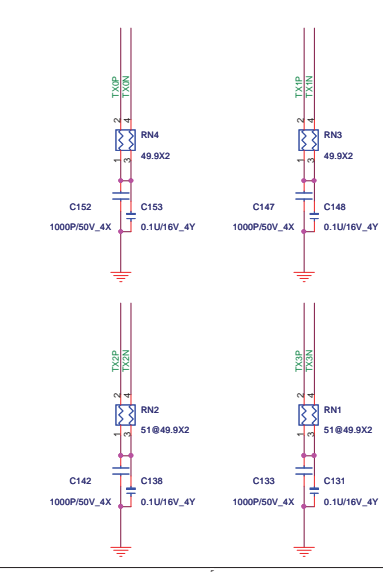 TX0P
TX0N
2 4
RN4
49.9X2
1 3
C152
C153
1000P/50V_4X
0.1U/16V_4Y
TX1P
TX1N
2 4
RN3
49.9X2
1 3
C147
C148
1000P/50V_4X
0.1U/16V_4Y
TX2P
TX2N
2 4
RN2
51@49.9X2
1 3
C142
C138
1000P/50V_4X
0.1U/16V_4Y
TX3P
TX3N
2 4
RN1
51@49.9X2
1 3
C133
C131
1000P/50V_4X
0.1U/16V_4Y